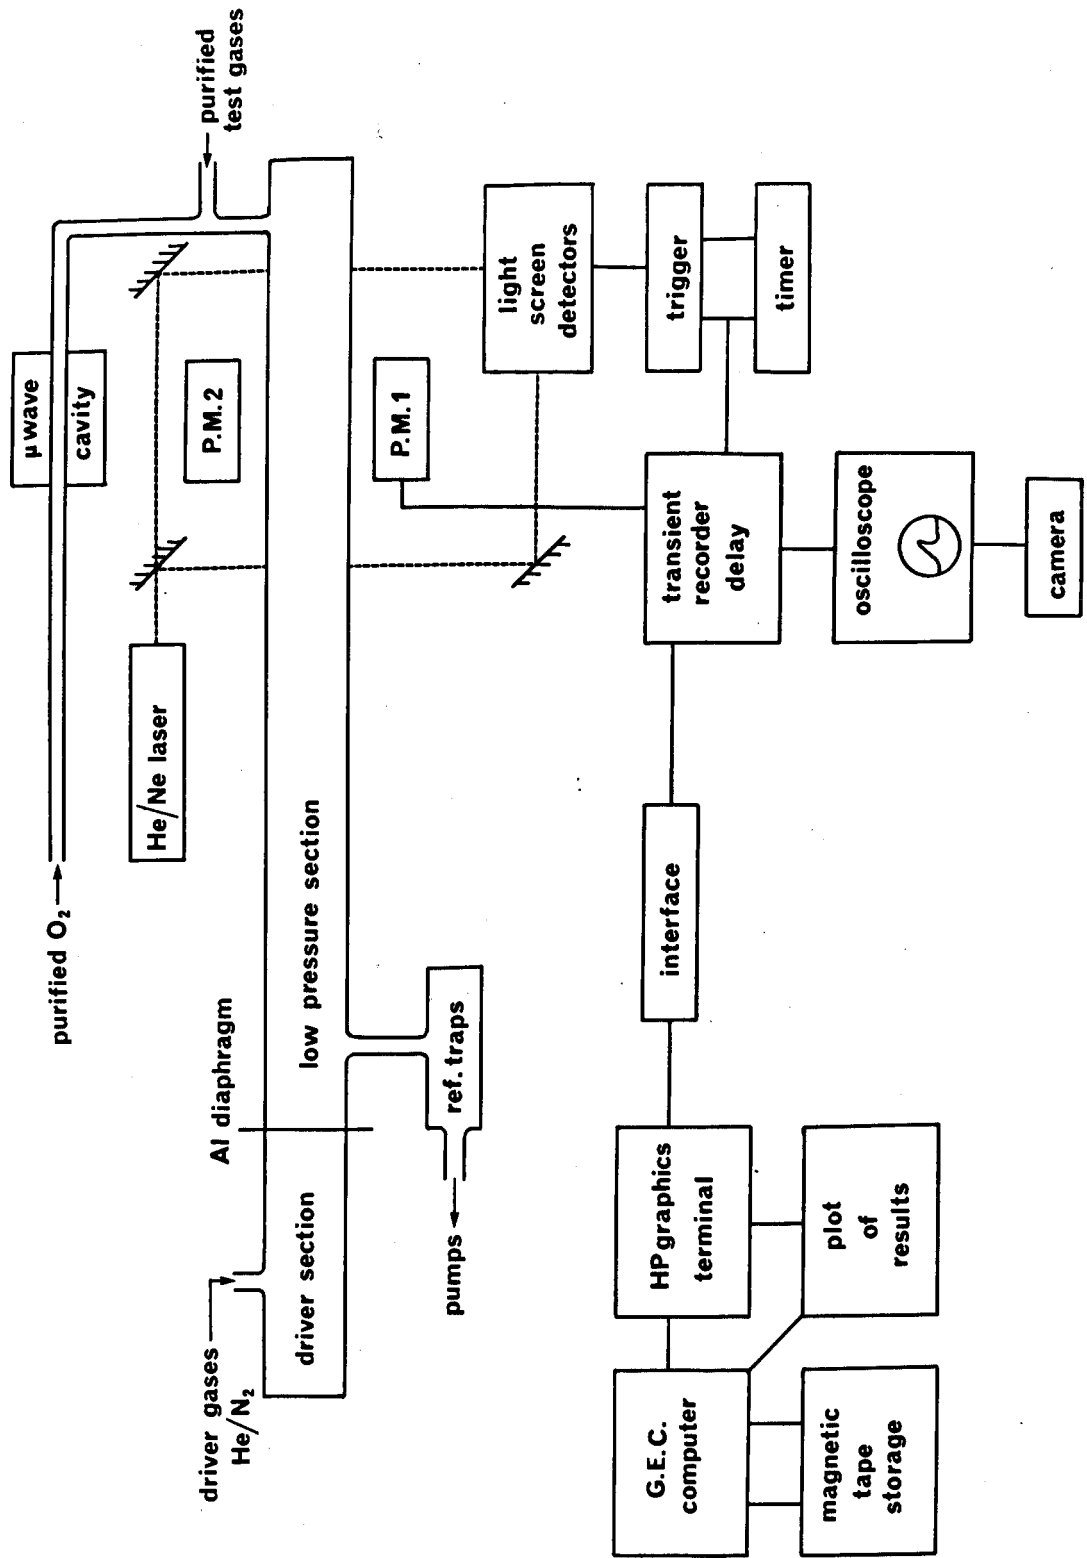 purified O2
μwave
cavity
purified
test gases
He/Ne laser
P.M.2
driver gases
He/N2
Al diaphragm
driver section
low pressure section
pumps
ref. traps
P.M.1
light
screen
detectors
trigger
timer
G.E.C.
computer
HP graphics
terminal
interface
transient
recorder
delay
magnetic
tape
storage
plot
of
results
oscilloscope
camera